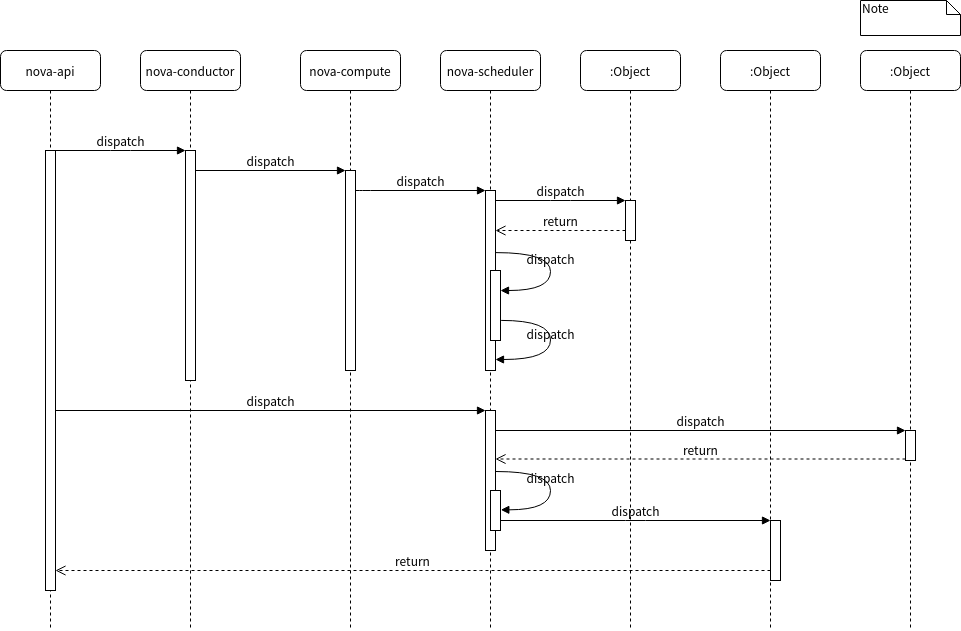 Note
nova-api
nova-conductor
nova-compute
nova-scheduler
:Object
:Object
:Object
dispatch
dispatch
dispatch
dispatch
return
dispatch
dispatch
dispatch
dispatch
return
dispatch
dispatch
return